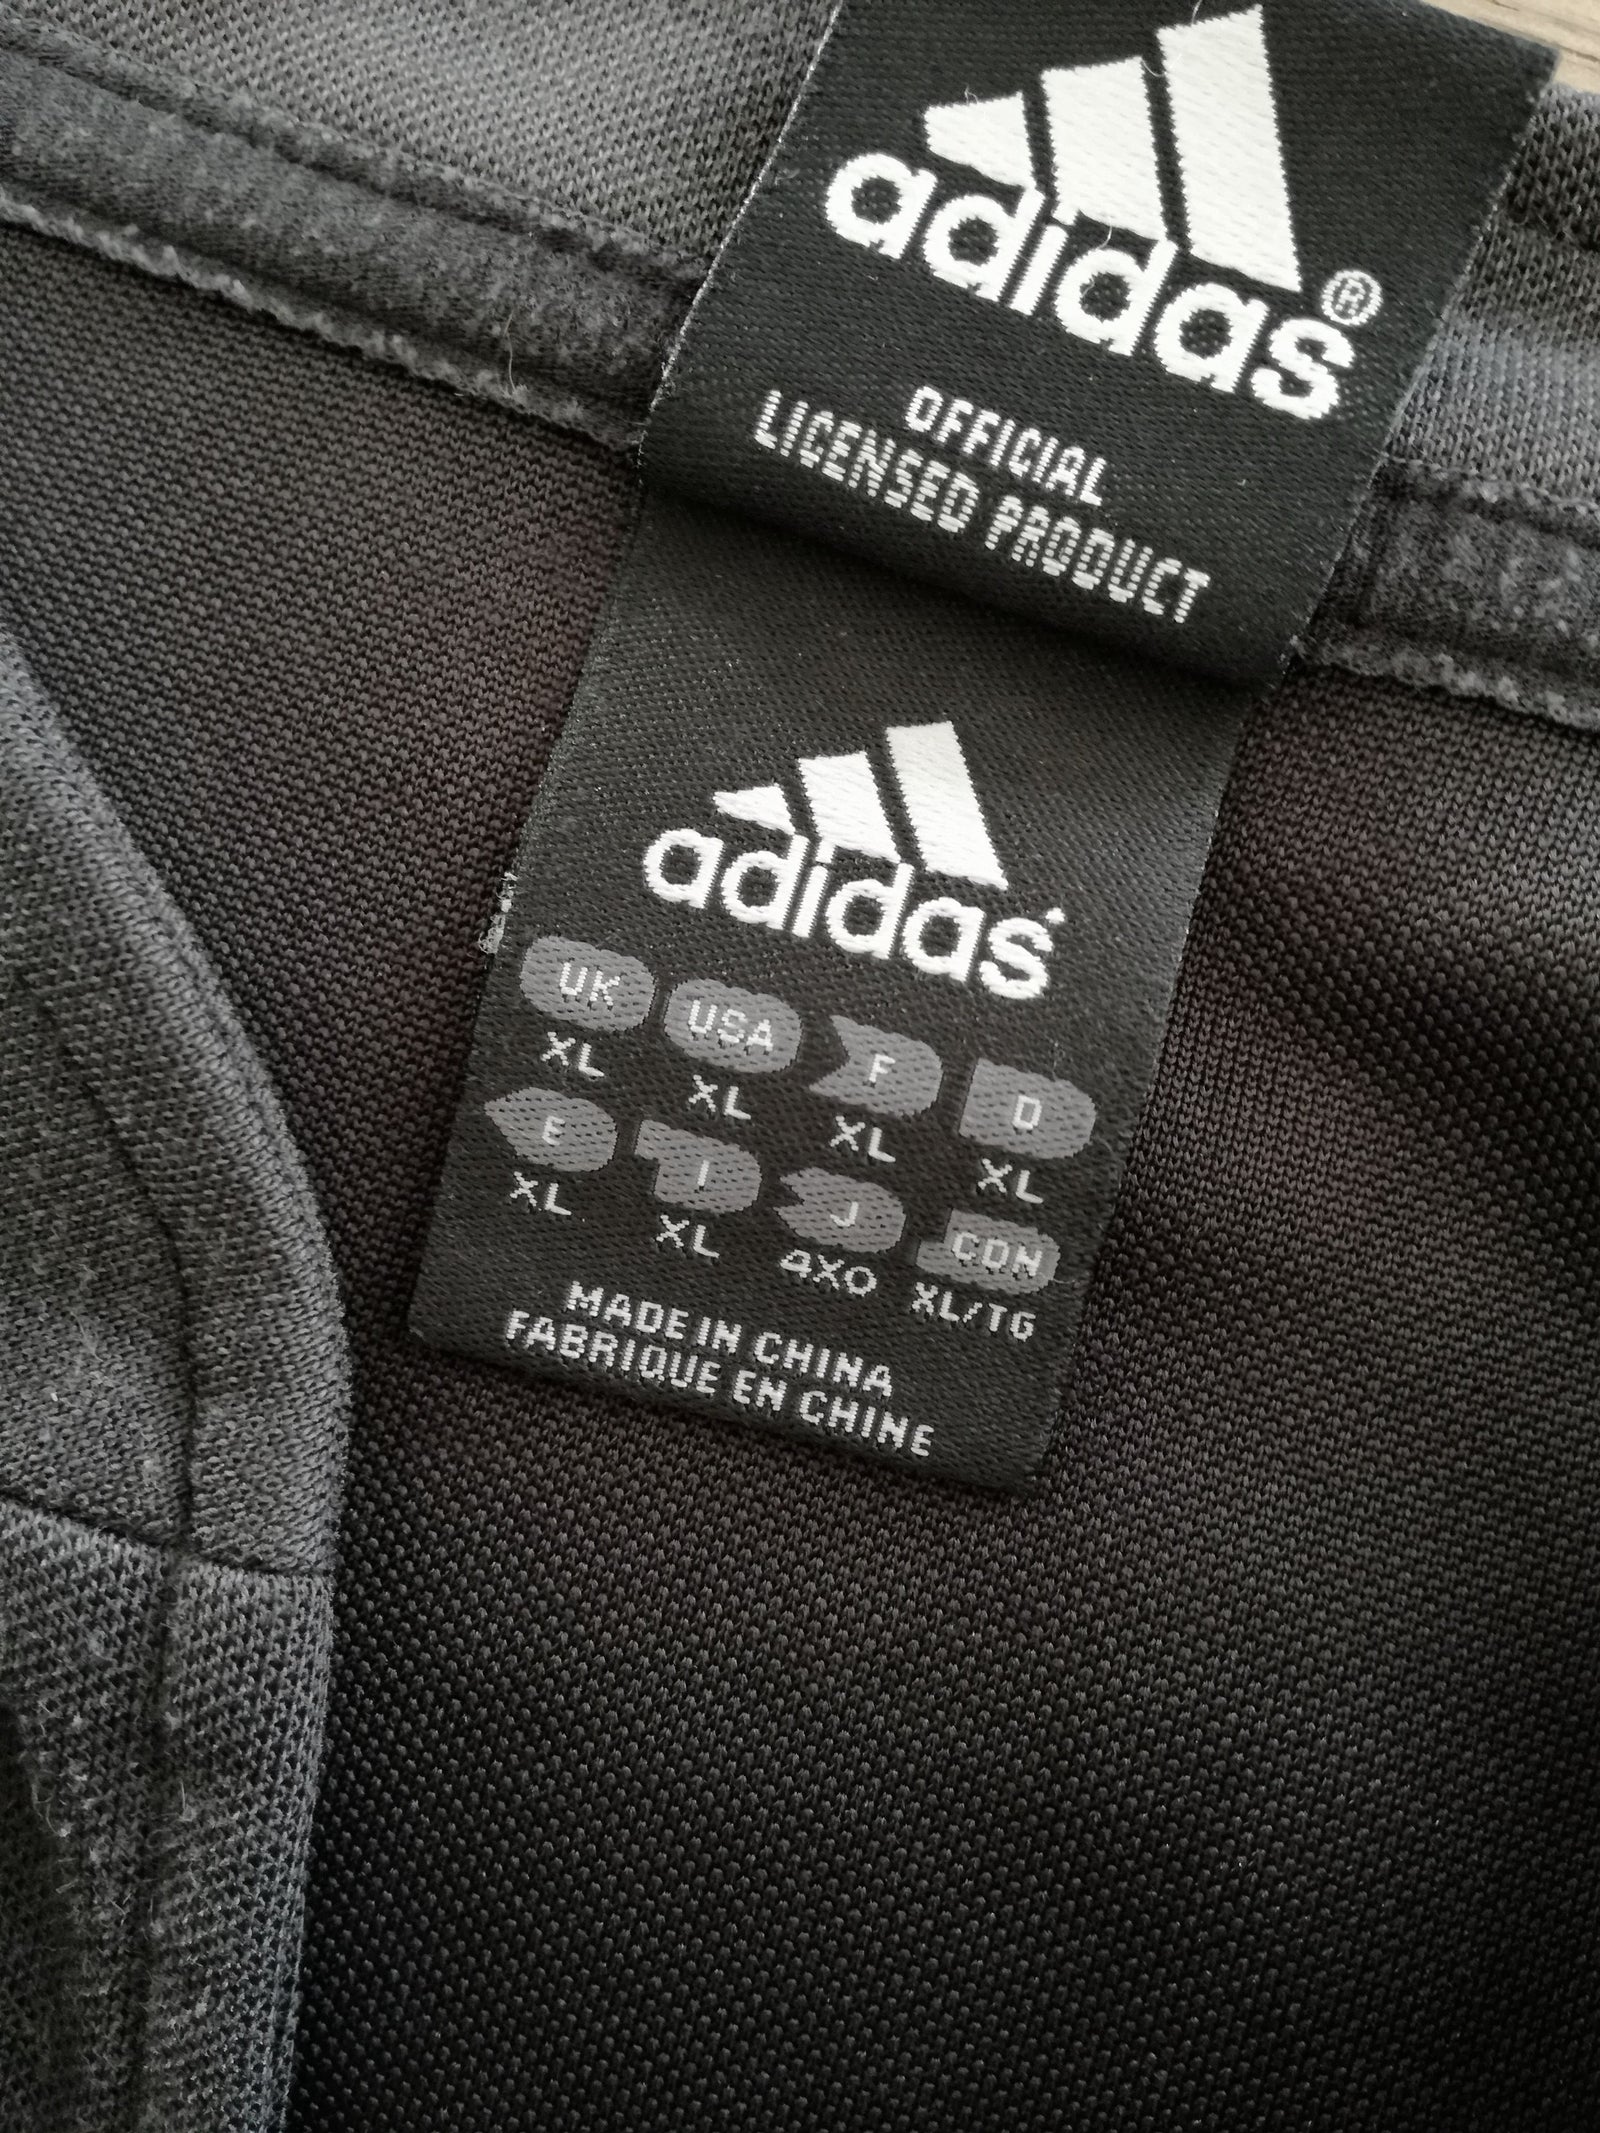 adidas®
OFFICIAL
LICENSED PRODUCT
adidas
UK USA F D
XL XL XL XL
E I J CDN
XL XL 4XO XL/TG
MADE IN CHINA
FABRIQUE EN CHINE